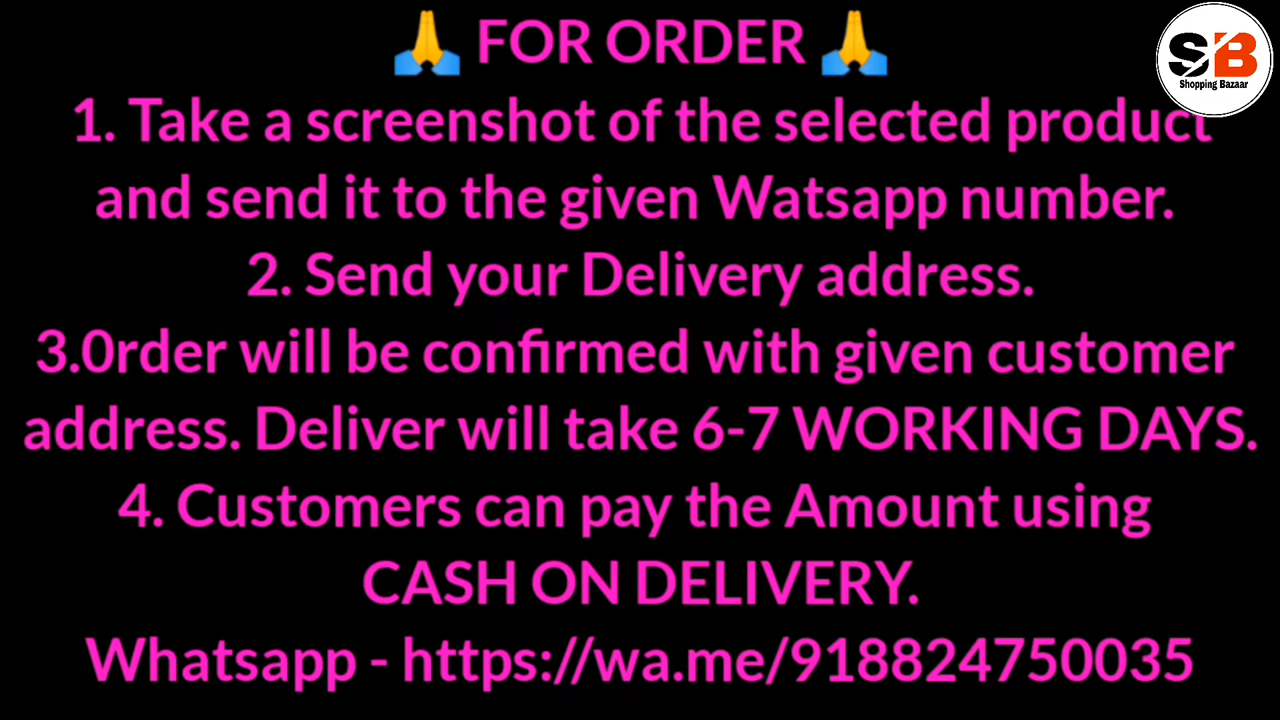 🙏 FOR ORDER 🙏
1. Take a screenshot of the selected product
and send it to the given Watsapp number.
2. Send your Delivery address.
3.0rder will be confirmed with given customer
address. Deliver will take 6-7 WORKING DAYS.
4. Customers can pay the Amount using
CASH ON DELIVERY.
Whatsapp - https://wa.me/918824750035
SB
Shopping Bazaar